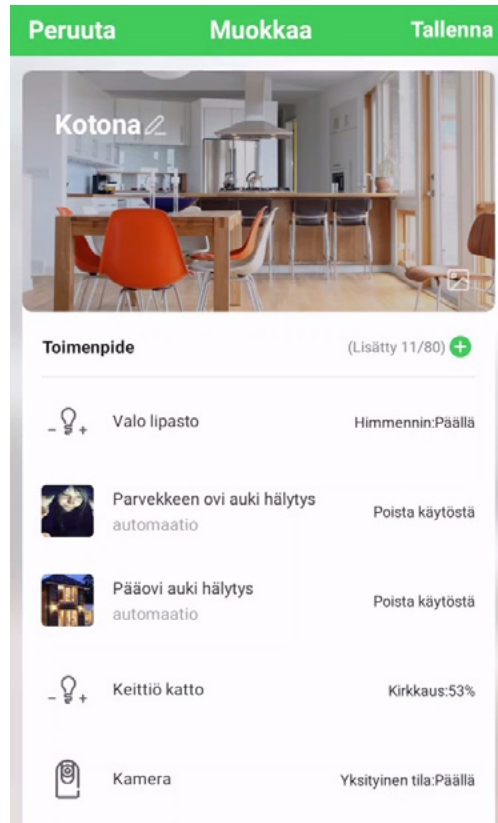 Peruuta Muokkaa Tallenna
Kotona
Toimenpide (Lisätty 11/80)
Valo lipasto Himmennin:Päällä
Parvekkeen ovi auki hälytys
automaatio
Poista käytöstä
Pääovi auki hälytys
automaatio
Poista käytöstä
Keittiö katto Kirkkaus:53%
Kamera Yksityinen tila:Päällä